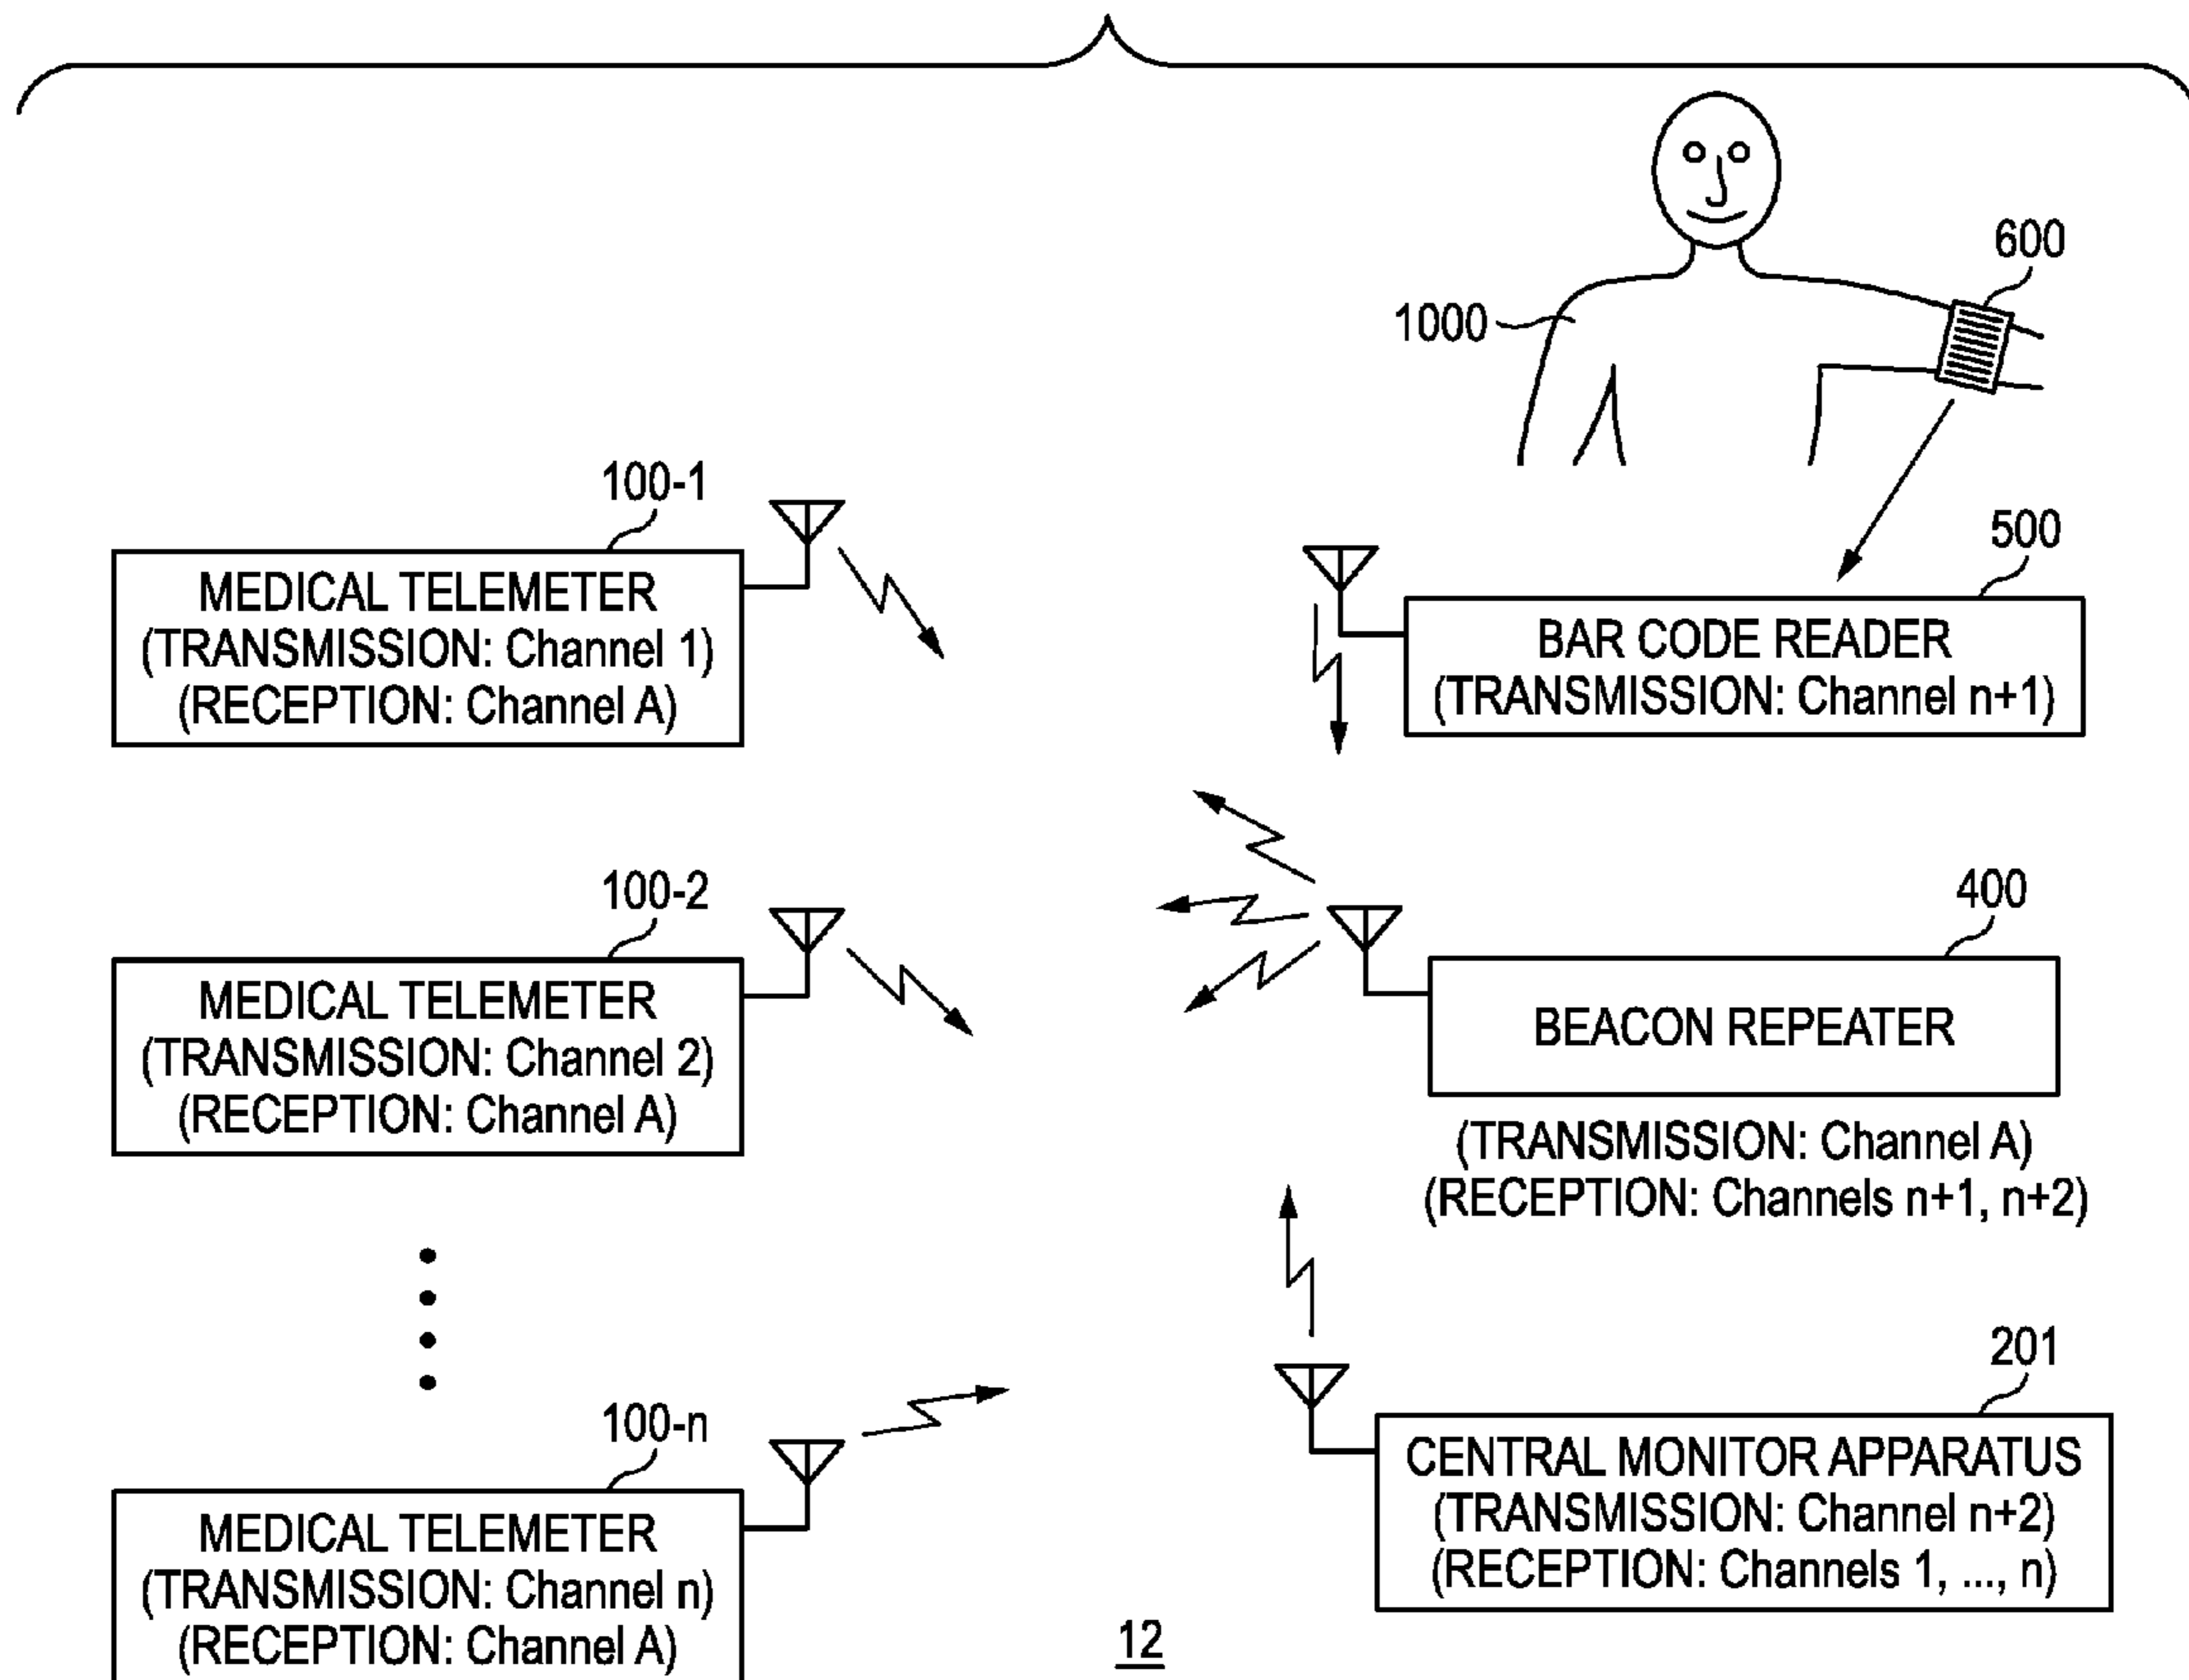 600
1000
100-1
MEDICAL TELEMETER
(TRANSMISSION: Channel 1)
(RECEPTION: Channel A)
500
BAR CODE READER
(TRANSMISSION: Channel n+1)
100-2
MEDICAL TELEMETER
(TRANSMISSION: Channel 2)
(RECEPTION: Channel A)
400
BEACON REPEATER
(TRANSMISSION: Channel A)
(RECEPTION: Channels n+1, n+2)
100-n
MEDICAL TELEMETER
(TRANSMISSION: Channel n)
(RECEPTION: Channel A)
201
CENTRAL MONITOR APPARATUS
(TRANSMISSION: Channel n+2)
(RECEPTION: Channels 1, ..., n)
12